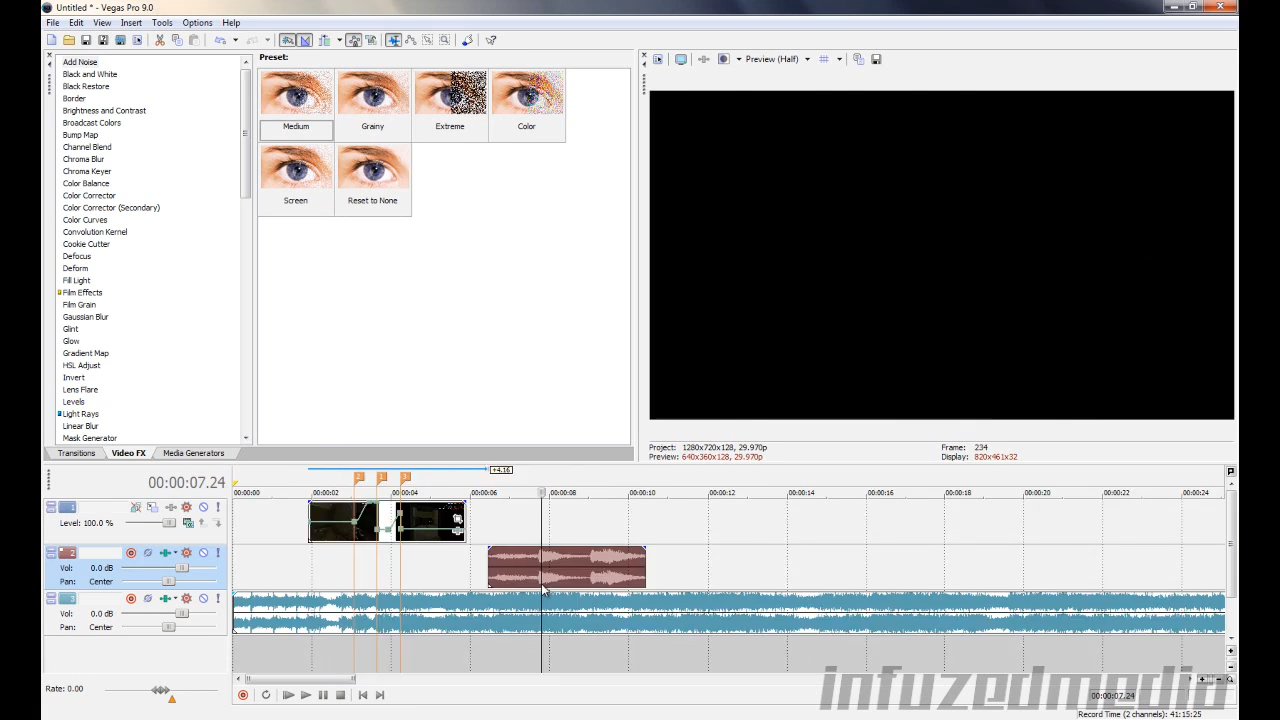 Untitled * - Vegas Pro 9.0
File Edit View Insert Tools Options Help
Add Noise
Black and White
Black Restore
Border
Brightness and Contrast
Broadcast Colors
Bump Map
Channel Blend
Chroma Blur
Chroma Keyer
Color Balance
Color Corrector
Color Corrector (Secondary)
Color Curves
Convolution Kernel
Cookie Cutter
Defocus
Deform
Fill Light
Film Effects
Film Grain
Gaussian Blur
Glint
Glow
Gradient Map
HSL Adjust
Invert
Lens Flare
Levels
Light Rays
Linear Blur
Mask Generator
Transitions Video FX Media Generators
Preset:
Medium Grainy Extreme Color
Screen Reset to None
Preview (Half)
Project: 1280x720x128, 29.970p
Preview: 640x360x128, 29.970p
Frame: 234
Display: 820x461x32
00:00:07.24
+4.16
2 1 3
00:00:00 00:00:02 00:00:04 00:00:06 00:00:08 00:00:10 00:00:12 00:00:14 00:00:16 00:00:18 00:00:20 00:00:22 00:00:24
1
Level: 100.0 %
2
Vol: 0.0 dB
Pan: Center
3
Vol: 0.0 dB
Pan: Center
Rate: 0.00
infuzedmedia
00:00:07.24
Record Time (2 channels): 41:15:25